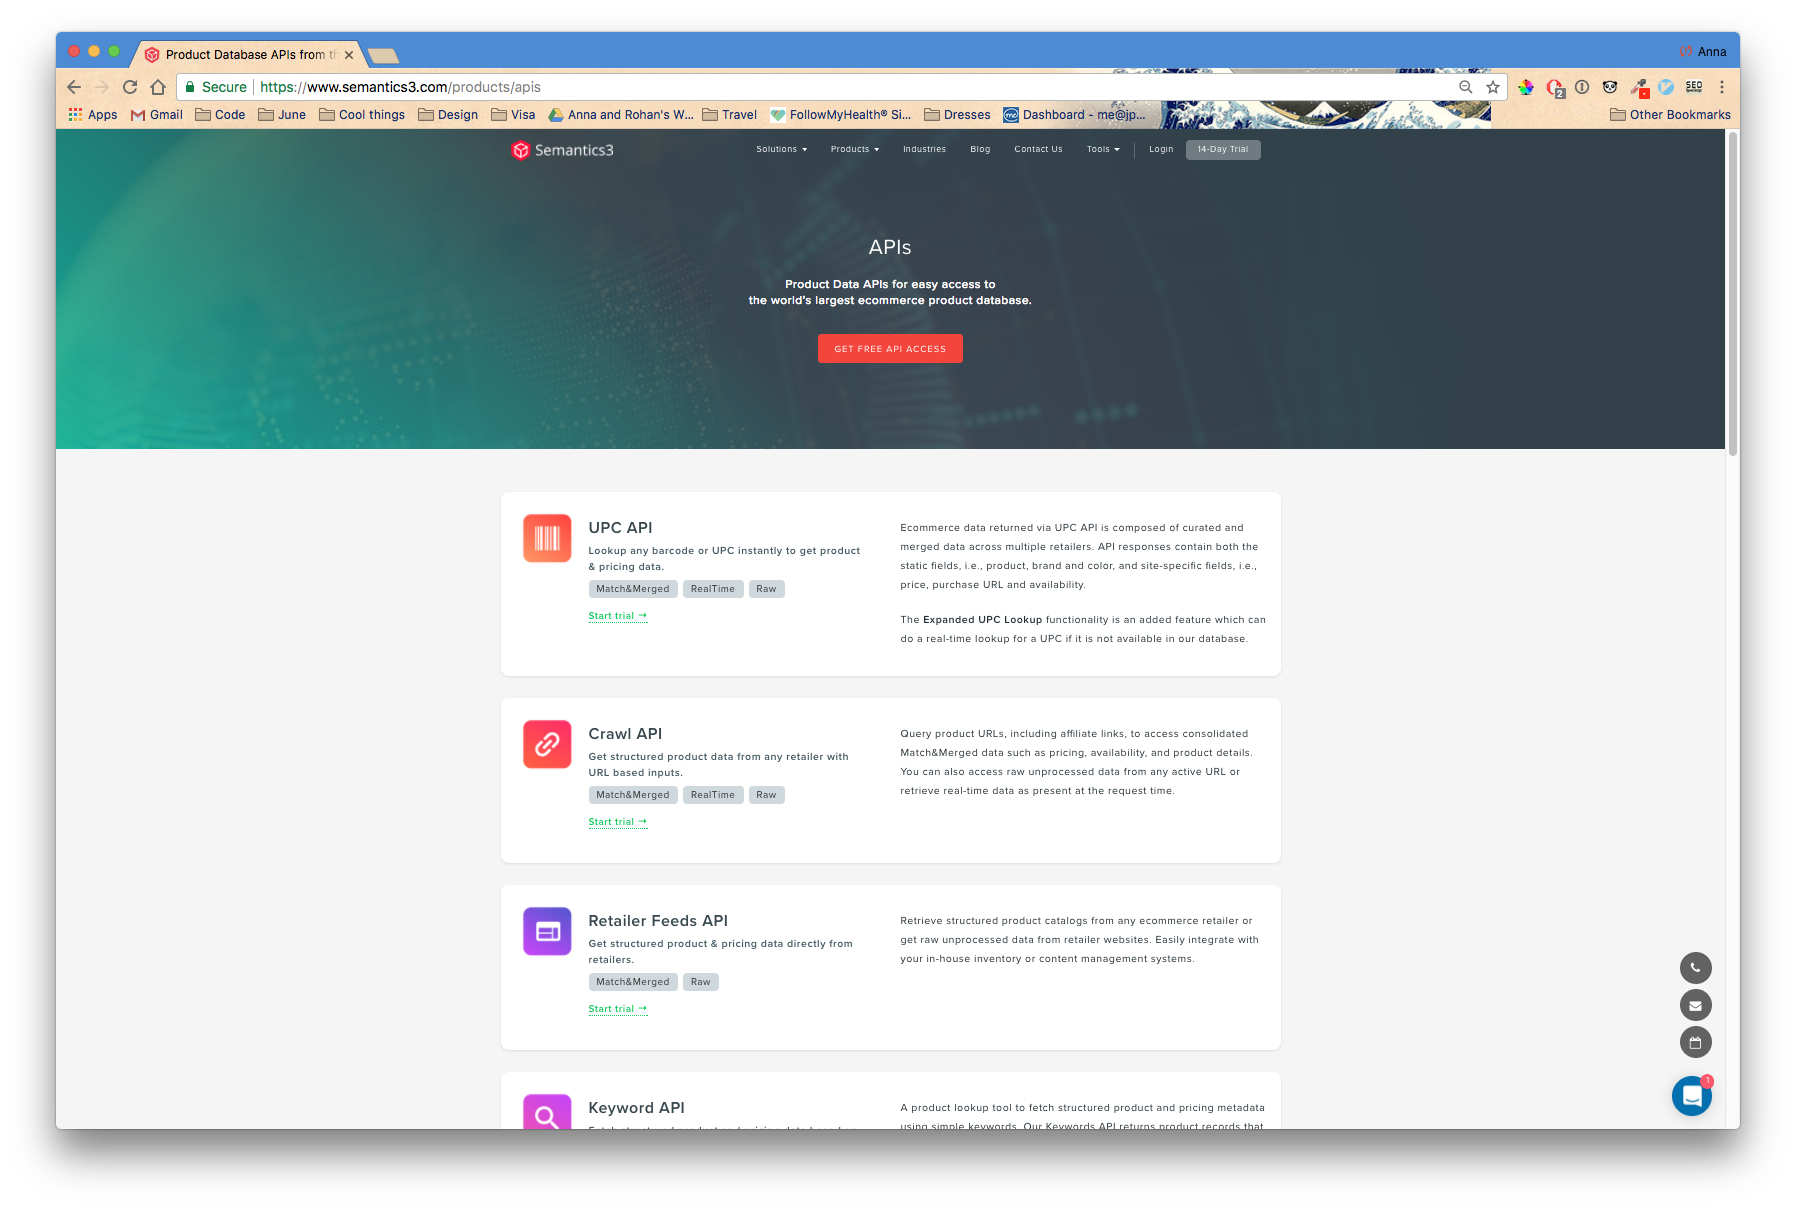 Product Database APIs from th
Anna
Secure https://www.semantics3.com/products/apis
2
SEO
Apps Gmail Code June Cool things Design Visa Anna and Rohan's W... Travel FollowMyHealth® Si... Dresses Dashboard - me@jp... Other Bookmarks
Semantics3 Solutions Products Industries Blog Contact Us Tools Login 14-Day Trial
APIs
Product Data APIs for easy access to
the world's largest ecommerce product database.
GET FREE API ACCESS
UPC API
Lookup any barcode or UPC instantly to get product
& pricing data.
Match&Merged RealTime Raw
Start trial →
Ecommerce data returned via UPC API is composed of curated and
merged data across multiple retailers. API responses contain both the
static fields, i.e., product, brand and color, and site-specific fields, i.e.,
price, purchase URL and availability.
The Expanded UPC Lookup functionality is an added feature which can
do a real-time lookup for a UPC if it is not available in our database.
Crawl API
Get structured product data from any retailer with
URL based inputs.
Match&Merged RealTime Raw
Start trial →
Query product URLs, including affiliate links, to access consolidated
Match&Merged data such as pricing, availability, and product details.
You can also access raw unprocessed data from any active URL or
retrieve real-time data as present at the request time.
Retailer Feeds API
Get structured product & pricing data directly from
retailers.
Match&Merged Raw
Start trial →
Retrieve structured product catalogs from any ecommerce retailer or
get raw unprocessed data from retailer websites. Easily integrate with
your in-house inventory or content management systems.
1
Keyword API
A product lookup tool to fetch structured product and pricing metadata
using simple keywords. Our Keywords API returns product records that